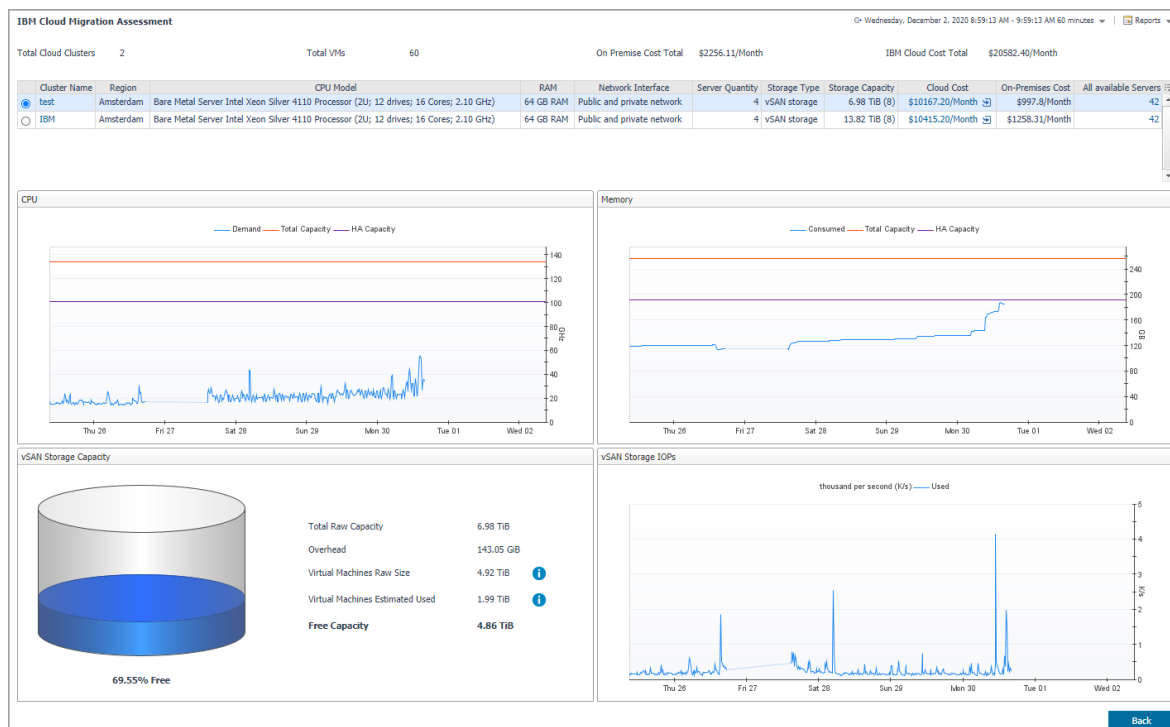 IBM Cloud Migration Assessment
Wednesday, December 2, 2020 8:59:13 AM - 9:59:13 AM 60 minutes | Reports
Total Cloud Clusters 2 Total VMs 60 On Premise Cost Total $2256.11/Month IBM Cloud Cost Total $20582.40/Month
Cluster Name Region CPU Model RAM Network Interface Server Quantity Storage Type Storage Capacity Cloud Cost On-Premises Cost All available Servers
test Amsterdam Bare Metal Server Intel Xeon Silver 4110 Processor (2U; 12 drives; 16 Cores; 2.10 GHz) 64 GB RAM Public and private network 4 vSAN storage 6.98 TiB (8) $10167.20/Month $997.8/Month 42
IBM Amsterdam Bare Metal Server Intel Xeon Silver 4110 Processor (2U; 12 drives; 16 Cores; 2.10 GHz) 64 GB RAM Public and private network 4 vSAN storage 13.82 TiB (8) $10415.20/Month $1258.31/Month 42
CPU
Demand Total Capacity HA Capacity
140
120
100
80
60
40
20
0
GHz
Thu 26 Fri 27 Sat 28 Sun 29 Mon 30 Tue 01 Wed 02
Memory
Consumed Total Capacity HA Capacity
240
200
160
120
80
40
0
GB
Thu 26 Fri 27 Sat 28 Sun 29 Mon 30 Tue 01 Wed 02
vSAN Storage Capacity
Total Raw Capacity 6.98 TiB
Overhead 143.05 GiB
Virtual Machines Raw Size 4.92 TiB
Virtual Machines Estimated Used 1.99 TiB
Free Capacity 4.86 TiB
69.55% Free
vSAN Storage IOPs
thousand per second (K/s) Used
5
4
3
2
1
0
K/s
Thu 26 Fri 27 Sat 28 Sun 29 Mon 30 Tue 01 Wed 02
Back